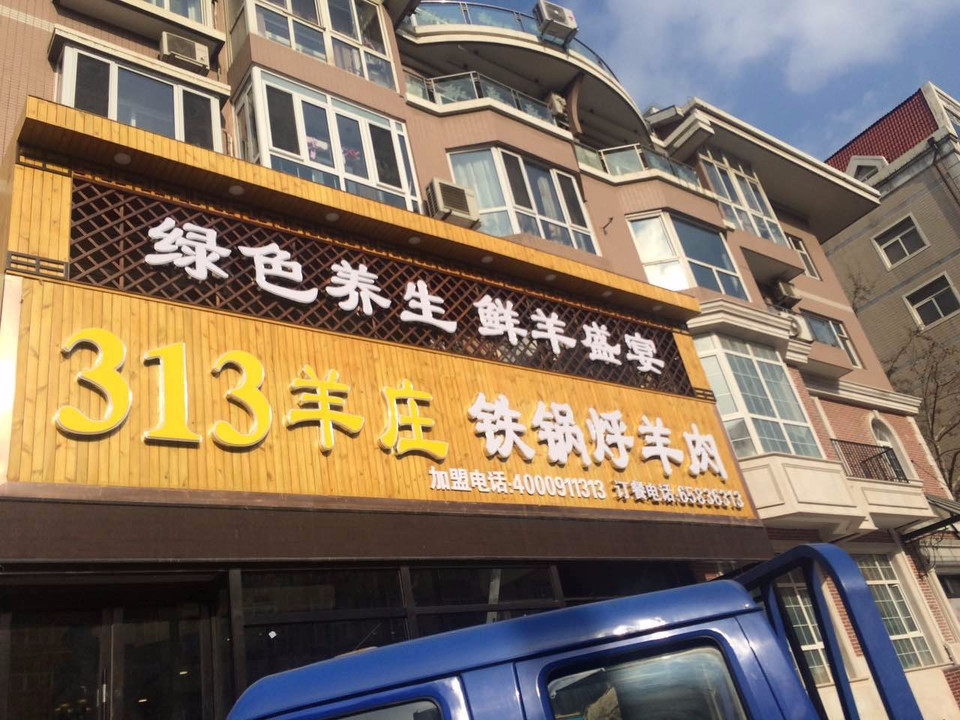 绿色养生 鲜羊盛宴
313羊庄 铁锅烀羊肉
加盟电话:4000911313 订餐电话:65836313